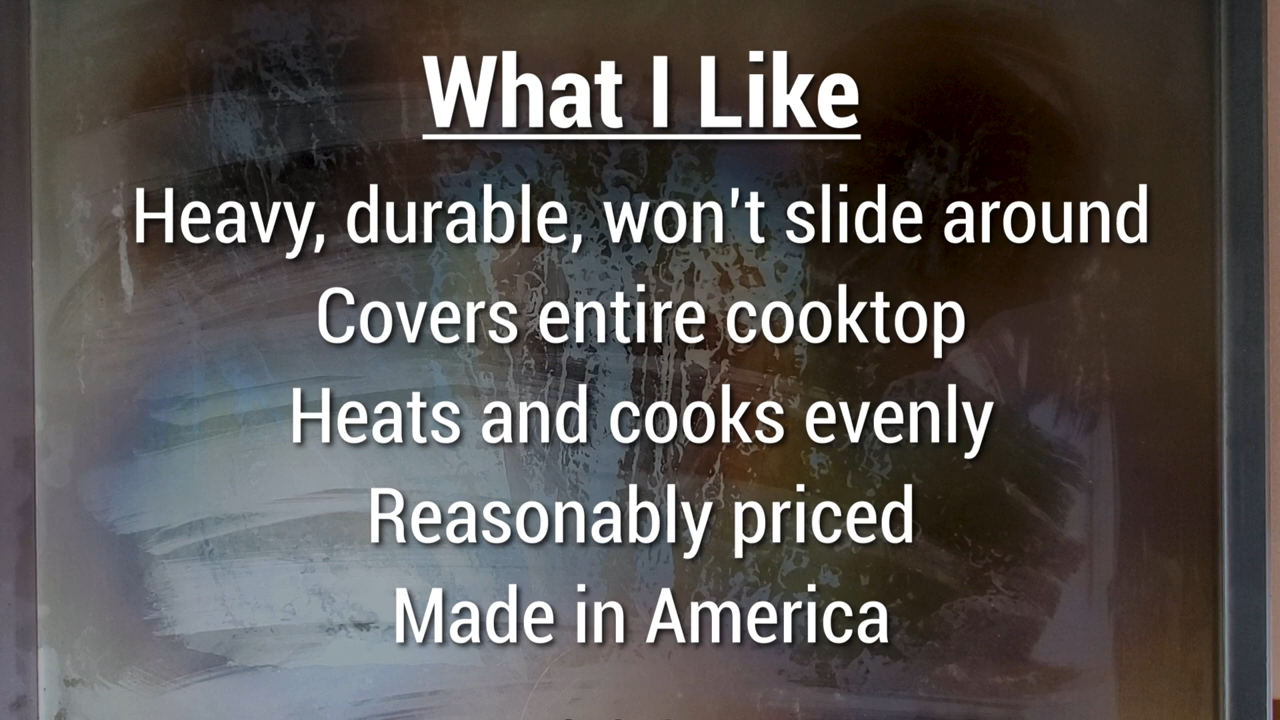 What I Like
Heavy, durable, won't slide around
Covers entire cooktop
Heats and cooks evenly
Reasonably priced
Made in America